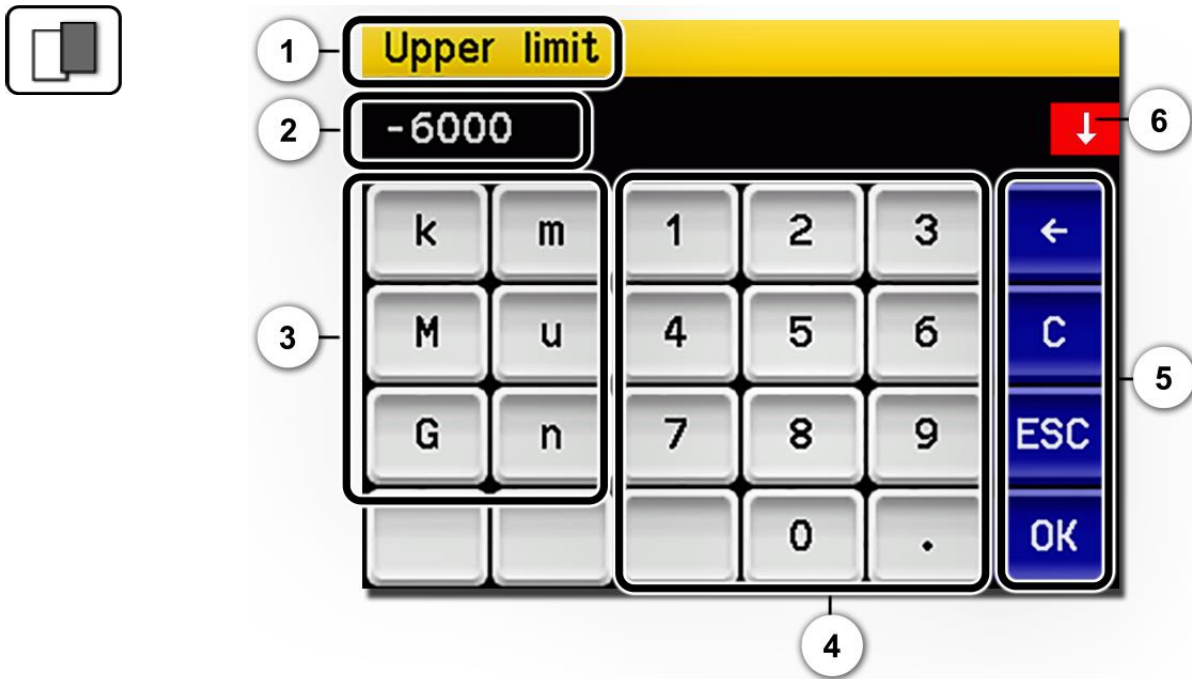 1 Upper limit
2 -6000 ↓ 6
k m 1 2 3 ←
3 M u 4 5 6 C 5
G n 7 8 9 ESC
0 . OK
4